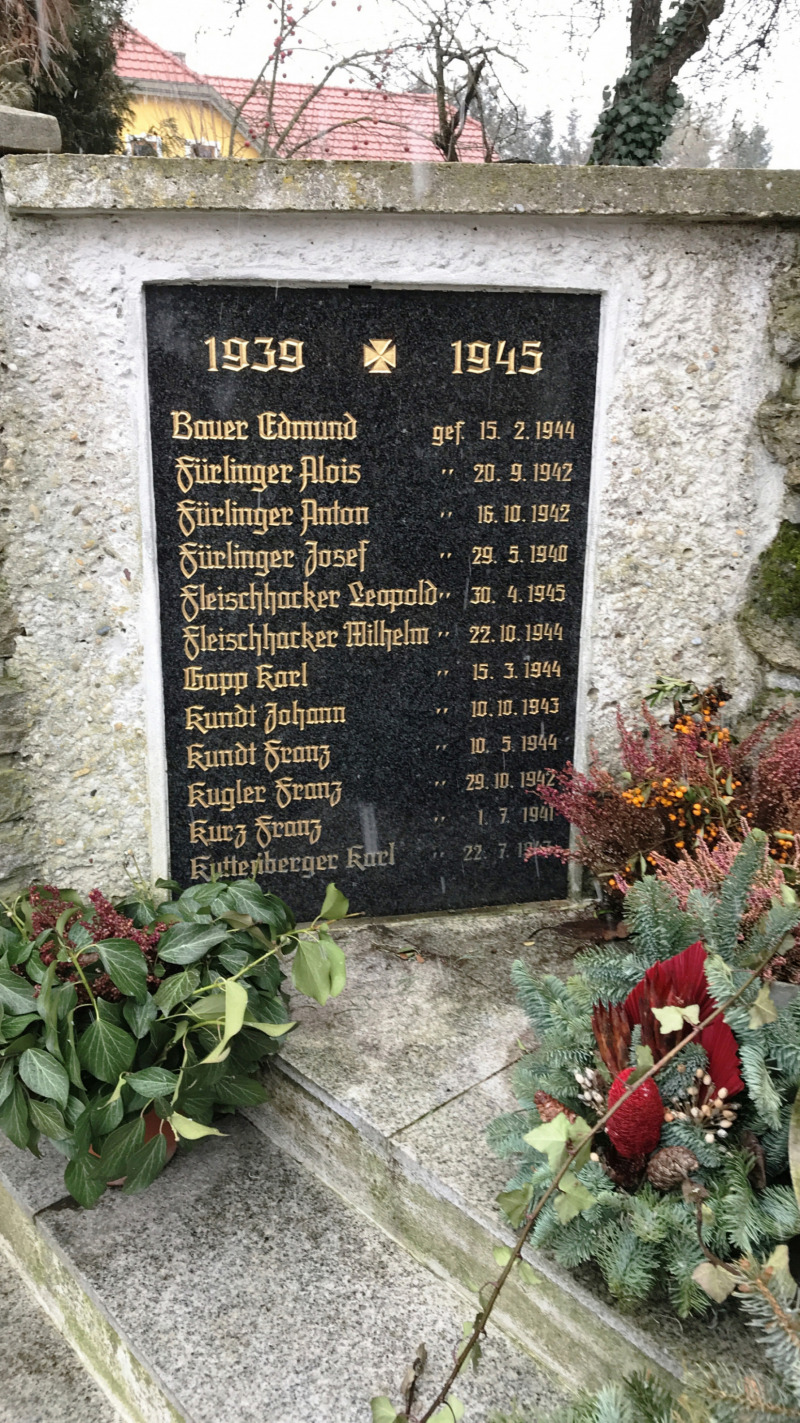 1939 1945
Bauer Edmund gef. 15. 2. 1944
Fürlinger Alois " 20. 9. 1942
Fürlinger Anton " 16. 10. 1942
Fürlinger Josef " 29. 5. 1940
Fleischhacker Leopold " 30. 4. 1945
Fleischhacker Wilhelm " 22. 10. 1944
Gapp Karl " 15. 3. 1944
Kundt Johann " 10. 10. 1943
Kundt Franz " 10. 5. 1944
Kugler Franz " 29. 10. 1942
Kurz Franz " 1. 7. 1941
Kuttenberger Karl " 22. 7.